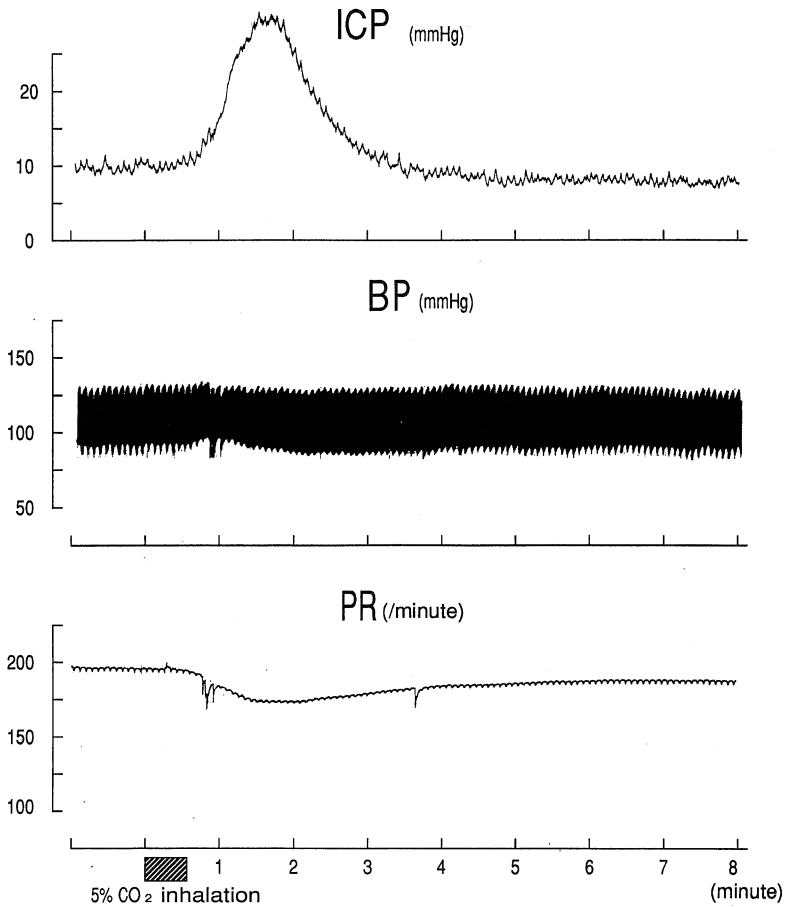 ICP (mmHg)
20
10
0
BP (mmHg)
150
100
50
PR (/minute)
200
150
100
1 2 3 4 5 6 7 8
5% CO₂ inhalation (minute)